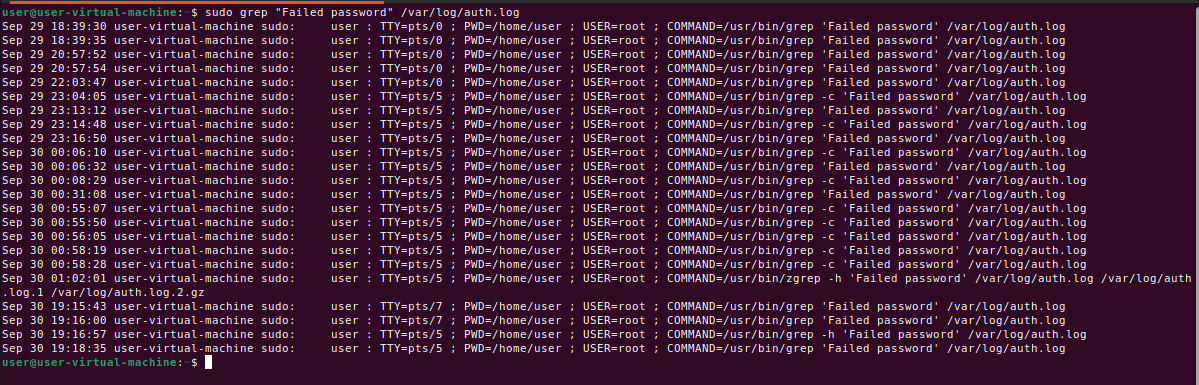 user@user-virtual-machine:~$ sudo grep "Failed password" /var/log/auth.log
Sep 29 18:39:30 user-virtual-machine sudo:     user : TTY=pts/0 ; PWD=/home/user ; USER=root ; COMMAND=/usr/bin/grep 'Failed password' /var/log/auth.log
Sep 29 18:39:35 user-virtual-machine sudo:     user : TTY=pts/0 ; PWD=/home/user ; USER=root ; COMMAND=/usr/bin/grep 'Failed password' /var/log/auth.log
Sep 29 20:57:52 user-virtual-machine sudo:     user : TTY=pts/0 ; PWD=/home/user ; USER=root ; COMMAND=/usr/bin/grep 'Failed password' /var/log/auth.log
Sep 29 20:57:54 user-virtual-machine sudo:     user : TTY=pts/0 ; PWD=/home/user ; USER=root ; COMMAND=/usr/bin/grep 'Failed password' /var/log/auth.log
Sep 29 22:03:47 user-virtual-machine sudo:     user : TTY=pts/0 ; PWD=/home/user ; USER=root ; COMMAND=/usr/bin/grep 'Failed password' /var/log/auth.log
Sep 29 23:04:05 user-virtual-machine sudo:     user : TTY=pts/5 ; PWD=/home/user ; USER=root ; COMMAND=/usr/bin/grep -c 'Failed password' /var/log/auth.log
Sep 29 23:13:12 user-virtual-machine sudo:     user : TTY=pts/5 ; PWD=/home/user ; USER=root ; COMMAND=/usr/bin/grep 'Failed password' /var/log/auth.log
Sep 29 23:14:48 user-virtual-machine sudo:     user : TTY=pts/5 ; PWD=/home/user ; USER=root ; COMMAND=/usr/bin/grep -c 'Failed password' /var/log/auth.log
Sep 29 23:16:50 user-virtual-machine sudo:     user : TTY=pts/5 ; PWD=/home/user ; USER=root ; COMMAND=/usr/bin/grep 'Failed password' /var/log/auth.log
Sep 30 00:06:10 user-virtual-machine sudo:     user : TTY=pts/5 ; PWD=/home/user ; USER=root ; COMMAND=/usr/bin/grep -c 'Failed password' /var/log/auth.log
Sep 30 00:06:32 user-virtual-machine sudo:     user : TTY=pts/5 ; PWD=/home/user ; USER=root ; COMMAND=/usr/bin/grep 'Failed password' /var/log/auth.log
Sep 30 00:08:29 user-virtual-machine sudo:     user : TTY=pts/5 ; PWD=/home/user ; USER=root ; COMMAND=/usr/bin/grep -c 'Failed password' /var/log/auth.log
Sep 30 00:31:08 user-virtual-machine sudo:     user : TTY=pts/5 ; PWD=/home/user ; USER=root ; COMMAND=/usr/bin/grep 'Failed password' /var/log/auth.log
Sep 30 00:55:07 user-virtual-machine sudo:     user : TTY=pts/5 ; PWD=/home/user ; USER=root ; COMMAND=/usr/bin/grep -c 'Failed password' /var/log/auth.log
Sep 30 00:55:50 user-virtual-machine sudo:     user : TTY=pts/5 ; PWD=/home/user ; USER=root ; COMMAND=/usr/bin/grep -c 'Failed password' /var/log/auth.log
Sep 30 00:56:05 user-virtual-machine sudo:     user : TTY=pts/5 ; PWD=/home/user ; USER=root ; COMMAND=/usr/bin/grep -c 'Failed password' /var/log/auth.log
Sep 30 00:58:19 user-virtual-machine sudo:     user : TTY=pts/5 ; PWD=/home/user ; USER=root ; COMMAND=/usr/bin/grep -c 'Failed password' /var/log/auth.log
Sep 30 00:58:28 user-virtual-machine sudo:     user : TTY=pts/5 ; PWD=/home/user ; USER=root ; COMMAND=/usr/bin/grep -c 'Failed password' /var/log/auth.log
Sep 30 01:02:01 user-virtual-machine sudo:     user : TTY=pts/5 ; PWD=/home/user ; USER=root ; COMMAND=/usr/bin/zgrep -h 'Failed password' /var/log/auth.log /var/log/auth
.log.1 /var/log/auth.log.2.gz
Sep 30 19:15:43 user-virtual-machine sudo:     user : TTY=pts/7 ; PWD=/home/user ; USER=root ; COMMAND=/usr/bin/grep 'Failed password' /var/log/auth.log
Sep 30 19:16:00 user-virtual-machine sudo:     user : TTY=pts/7 ; PWD=/home/user ; USER=root ; COMMAND=/usr/bin/grep 'Failed password' /var/log/auth.log
Sep 30 19:16:57 user-virtual-machine sudo:     user : TTY=pts/5 ; PWD=/home/user ; USER=root ; COMMAND=/usr/bin/grep -h 'Failed password' /var/log/auth.log
Sep 30 19:18:35 user-virtual-machine sudo:     user : TTY=pts/5 ; PWD=/home/user ; USER=root ; COMMAND=/usr/bin/grep 'Failed password' /var/log/auth.log
user@user-virtual-machine:~$